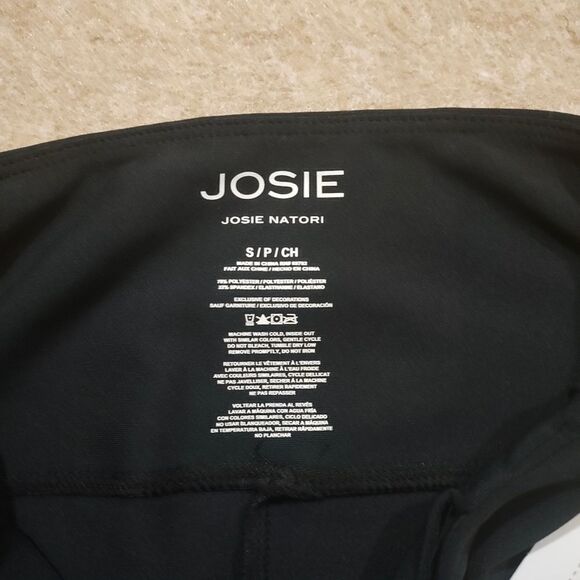 JOSIE
JOSIE NATORI
S / P / CH
MADE IN CHINA
FAIT AUX CHINE / HECHO EN CHINA
POLYESTER / POLYESTER / POLIÉSTER
SPANDEX / ELASTHANNE / ELASTANO
EXCLUSIVE OF DECORATIONS
SAUF GARNITURE / EXCLUSIVO DE DECORACIÓN
MACHINE WASH COLD, INSIDE OUT
WITH SIMILAR COLORS, GENTLE CYCLE
DO NOT BLEACH, TUMBLE DRY LOW
REMOVE PROMPTLY, DO NOT IRON
RETOURNER LE VÊTEMENT À L'ENVERS
LAVER À LA MACHINE À L'EAU FROIDE
AVEC COULEURS SIMILAIRES, CYCLE DELLICAT
NE PAS JAVELLISER, SÉCHER À LA MACHINE
CYCLE DOUX, RETIRER RAPIDEMENT
NE PAS REPASSER
VOLTEAR LA PRENDA AL REVÉS
LAVAR A MÁQUINA CON AGUA FRÍA
CON COLORES SIMILARES, CICLO DELICADO
NO USAR BLANQUEADOR, SECAR A MÁQUINA
EN TEMPERATURA BAJA, RETIRAR RÁPIDAMENTE
NO PLANCHAR